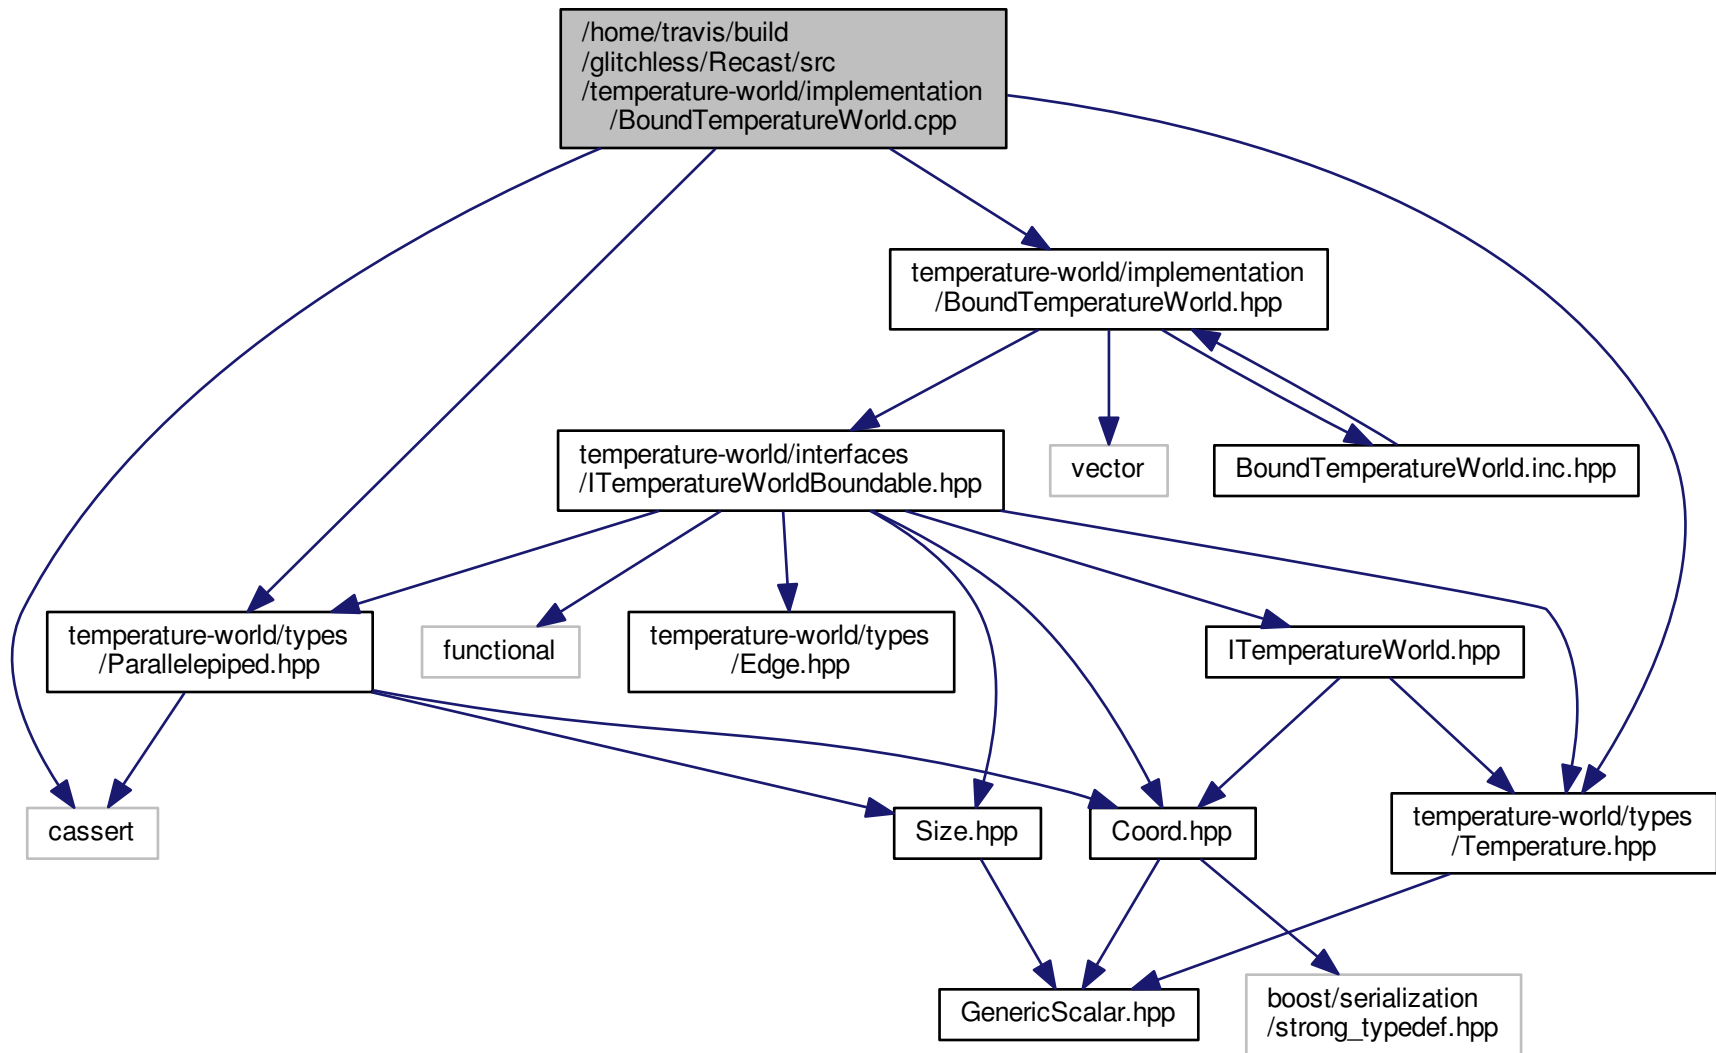 /home/travis/build
/glitchless/Recast/src
/temperature-world/implementation
/BoundTemperatureWorld.cpp
temperature-world/implementation
/BoundTemperatureWorld.hpp
temperature-world/interfaces
/ITemperatureWorldBoundable.hpp
vector
BoundTemperatureWorld.inc.hpp
temperature-world/types
/Parallelepiped.hpp
functional
temperature-world/types
/Edge.hpp
ITemperatureWorld.hpp
cassert
Size.hpp
Coord.hpp
temperature-world/types
/Temperature.hpp
GenericScalar.hpp
boost/serialization
/strong_typedef.hpp